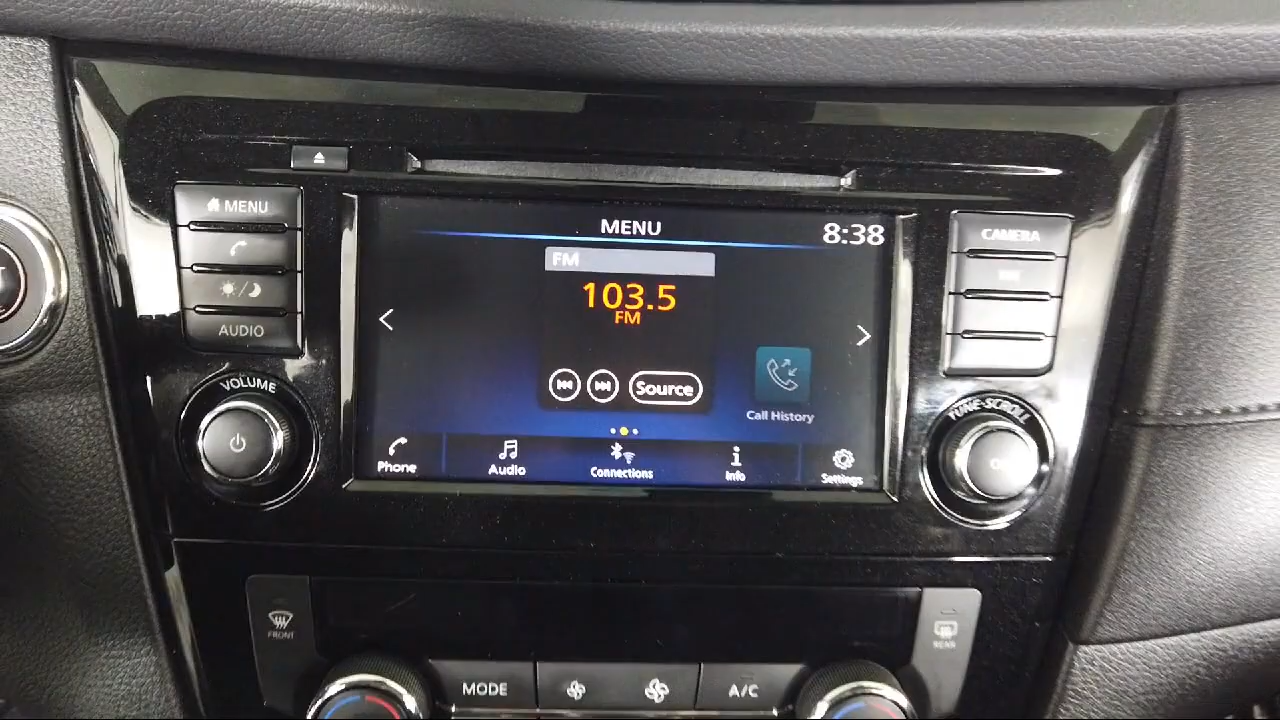 MENU
AUDIO
VOLUME
MENU
8:38
FM
103.5
FM
Source
Call History
Phone
Audio
Connections
Info
Settings
CAMERA
TUNE·SCROLL
FRONT
MODE
A/C
REAR